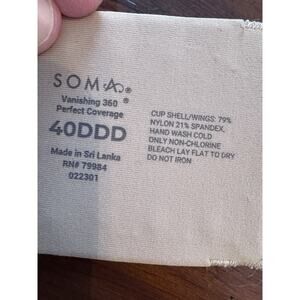 SOMA®
Vanishing 360®
Perfect Coverage
40DDD
Made in Sri Lanka
RN# 79984
022301
CUP SHELL/WINGS: 79%
NYLON 21% SPANDEX,
HAND WASH COLD
ONLY NON-CHLORINE
BLEACH LAY FLAT TO DRY
DO NOT IRON